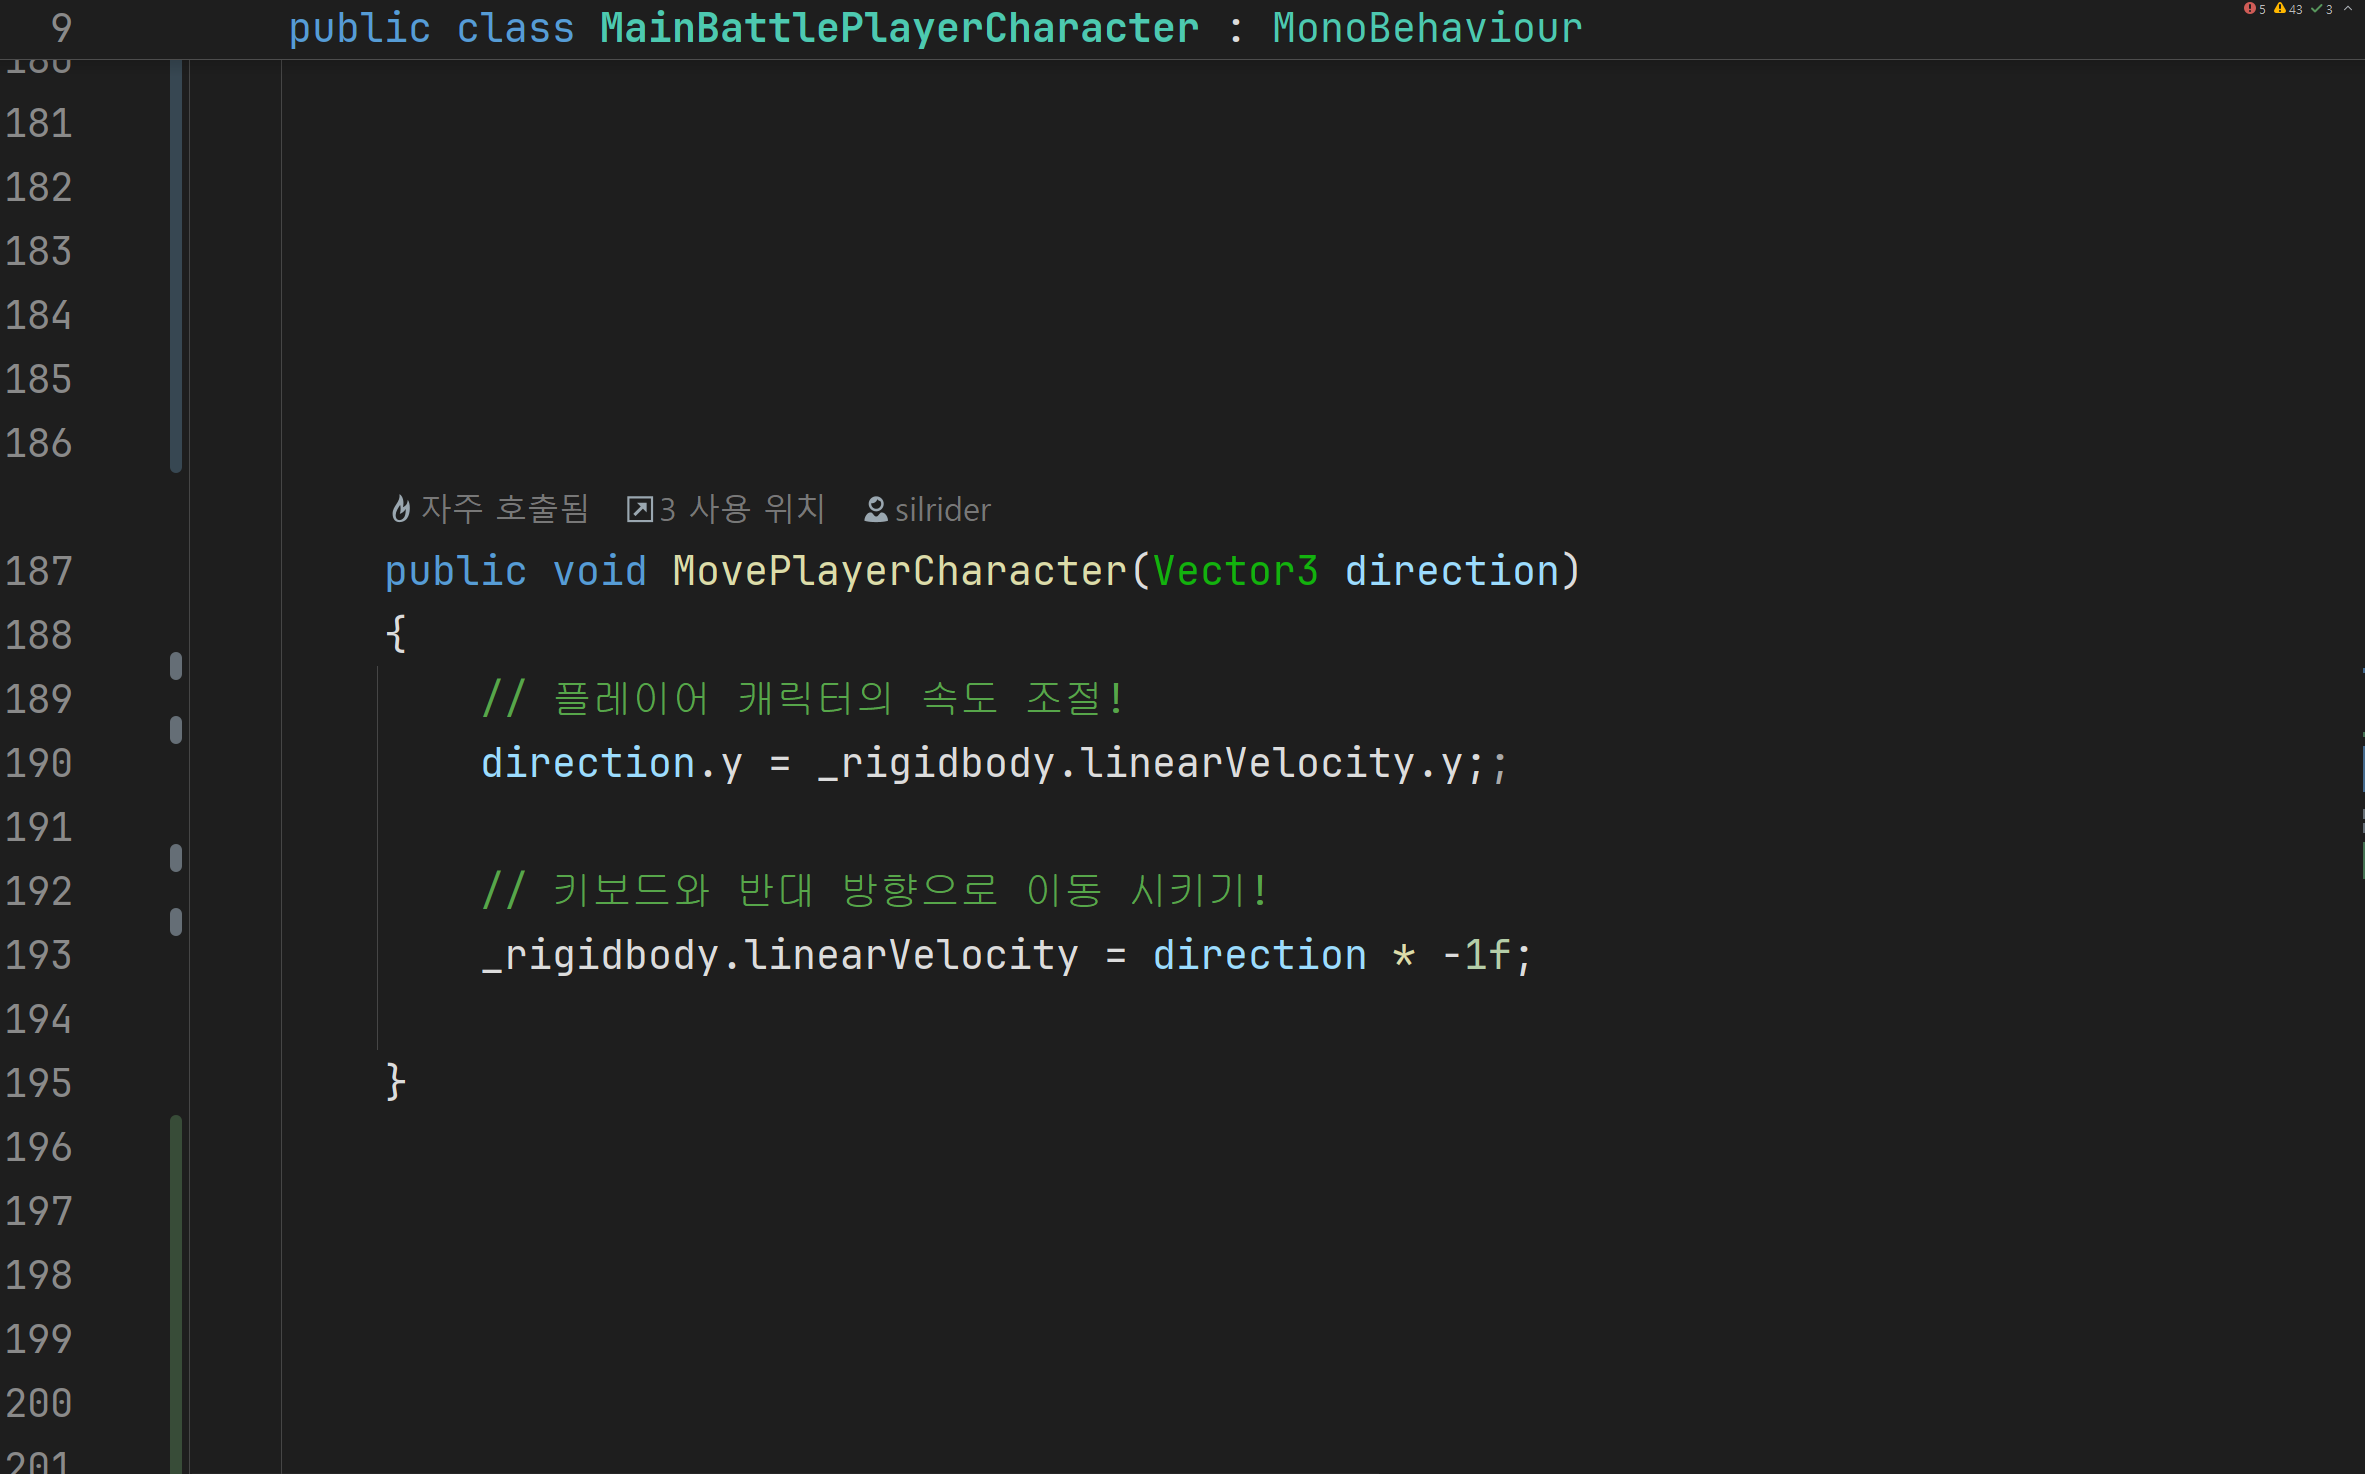 9 public class MainBattlePlayerCharacter : MonoBehaviour
5 43 3
180
181
182
183
184
185
186
자주 호출됨 3 사용 위치 silrider
187 public void MovePlayerCharacter(Vector3 direction)
188 {
189 // 플레이어 캐릭터의 속도 조절!
190 direction.y = _rigidbody.linearVelocity.y;;
191
192 // 키보드와 반대 방향으로 이동 시키기!
193 _rigidbody.linearVelocity = direction * -1f;
194
195 }
196
197
198
199
200
201